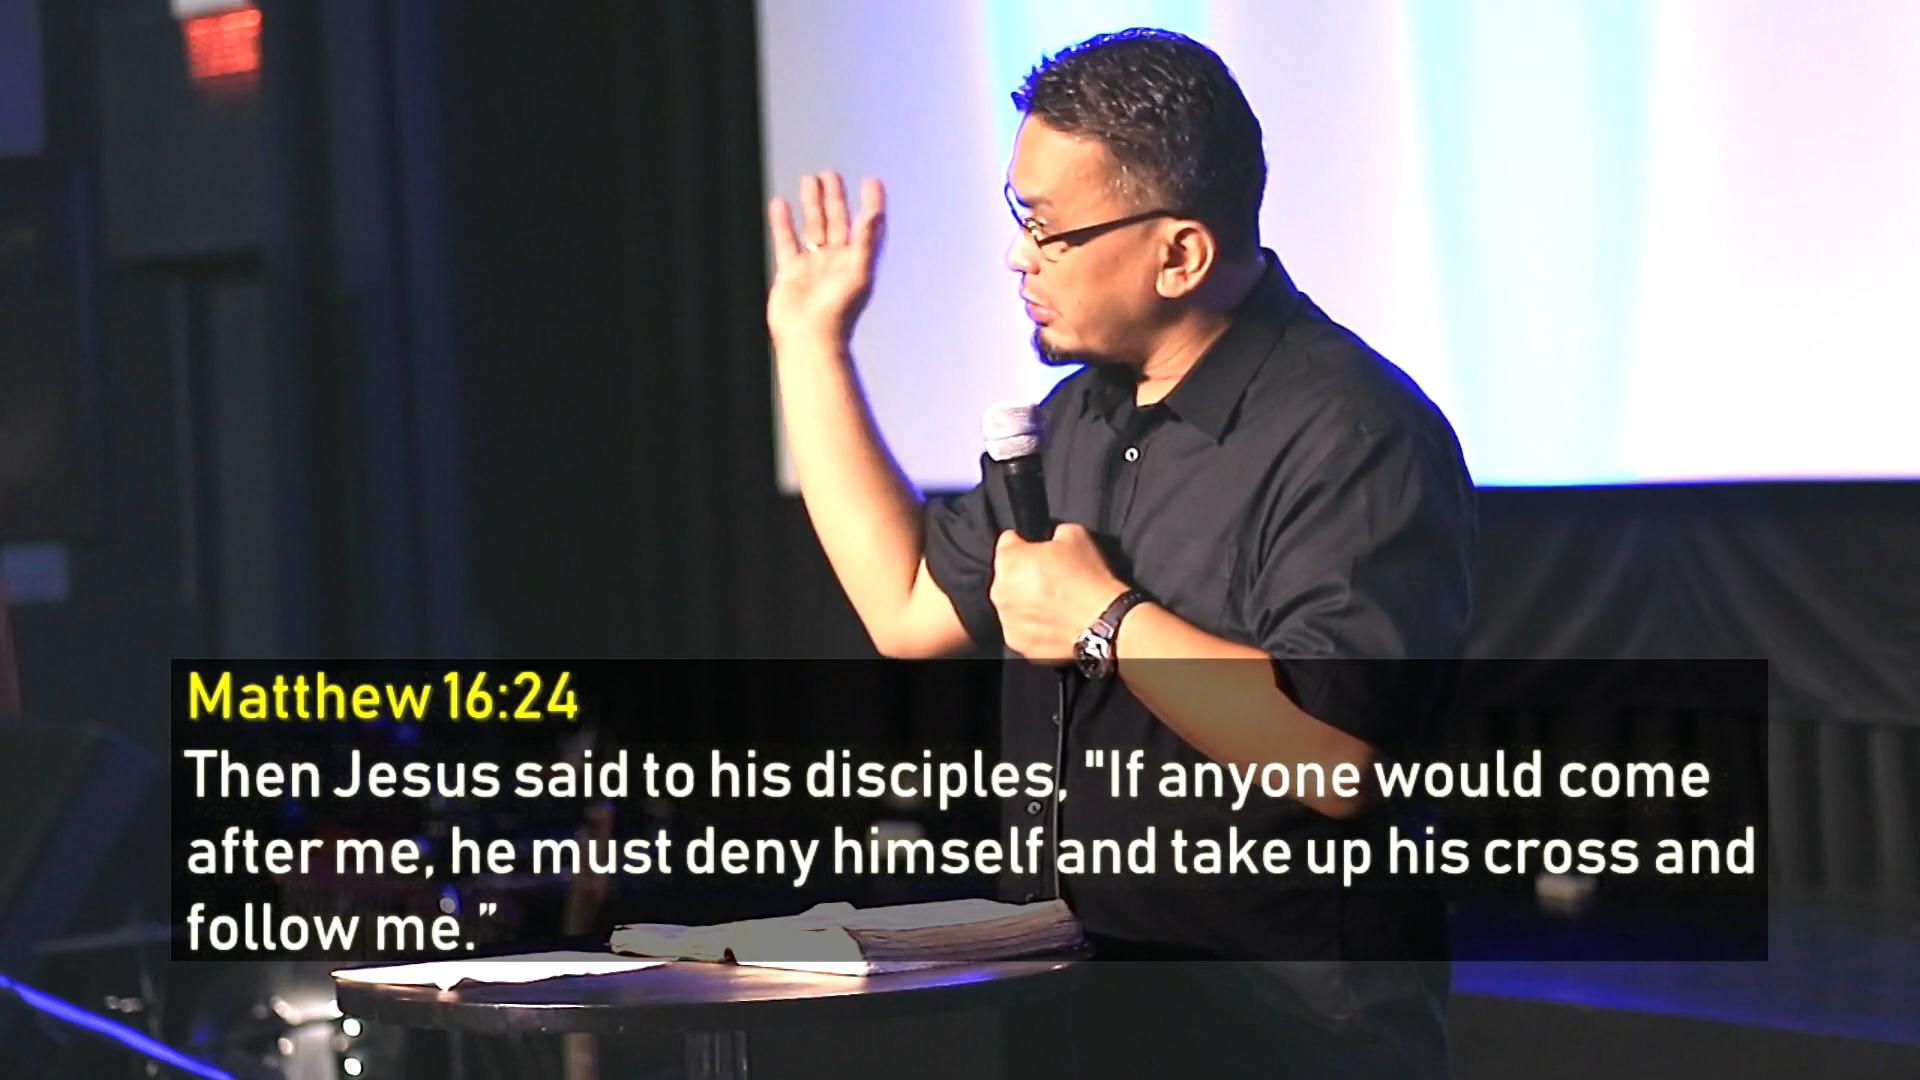 Matthew 16:24
Then Jesus said to his disciples, "If anyone would come
after me, he must deny himself and take up his cross and
follow me.”